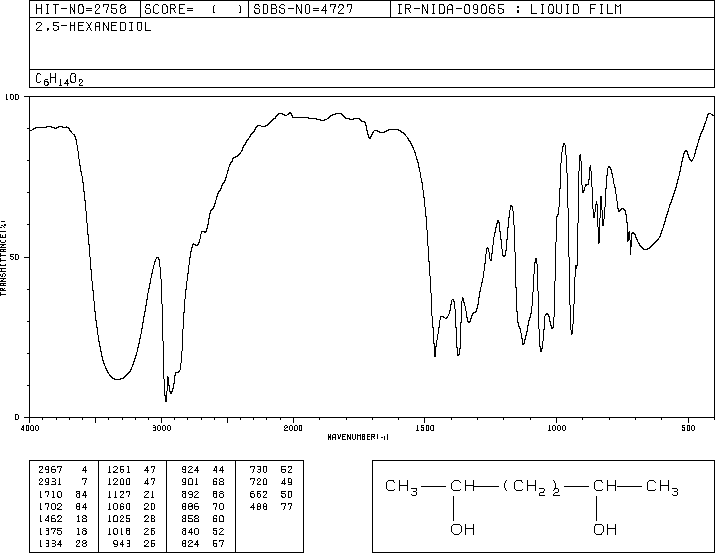 HIT-NO=2758 SCORE= ( ) SDBS-NO=4727 IR-NIDA-09065 : LIQUID FILM
2,5-HEXANEDIOL
C6H14O2
100
50
0
TRANSMITTANCE(%)
4000 3000 2000 1500 1000 500
WAVENUMBER(-1)
2967 4 1261 47 924 44 730 52
2931 7 1200 47 901 68 720 49
1710 84 1127 21 892 68 662 50
1702 84 1060 20 886 70 488 77
1462 18 1025 28 858 60
1375 18 1018 26 840 52
1334 28 943 26 824 57
CH3 — CH — (CH2)2 — CH — CH3
OH OH